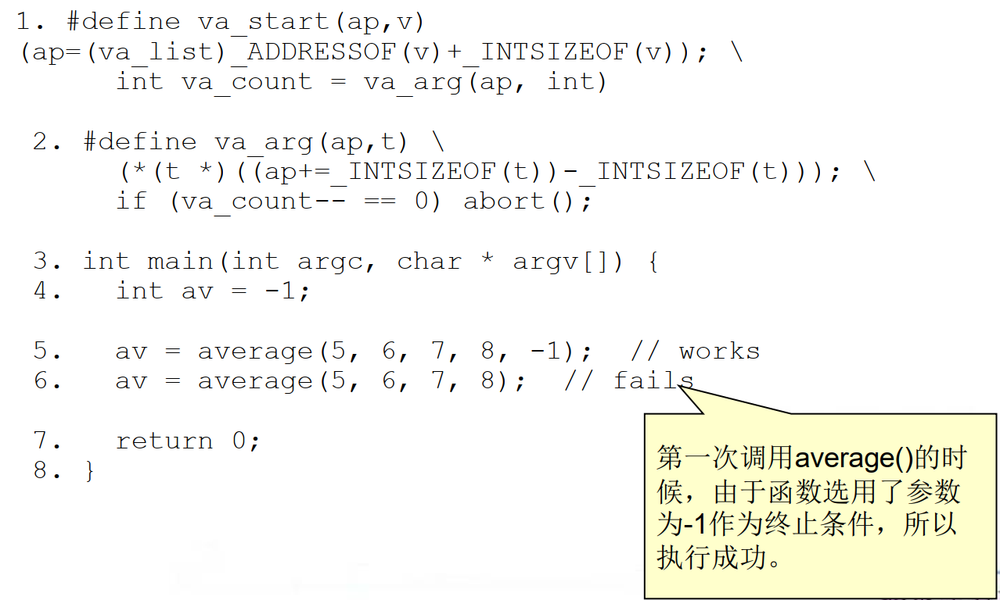 1. #define va_start(ap,v)
(ap=(va_list)_ADDRESSOF(v)+_INTSIZEOF(v)); \
int va_count = va_arg(ap, int)
2. #define va_arg(ap,t) \
(*(t *)((ap+=_INTSIZEOF(t))-_INTSIZEOF(t))); \
if (va_count-- == 0) abort();
3. int main(int argc, char * argv[]) {
4. int av = -1;
5. av = average(5, 6, 7, 8, -1); // works
6. av = average(5, 6, 7, 8); // fails
7. return 0;
8. }
第一次调用average()的时
候，由于函数选用了参数
为-1作为终止条件，所以
执行成功。